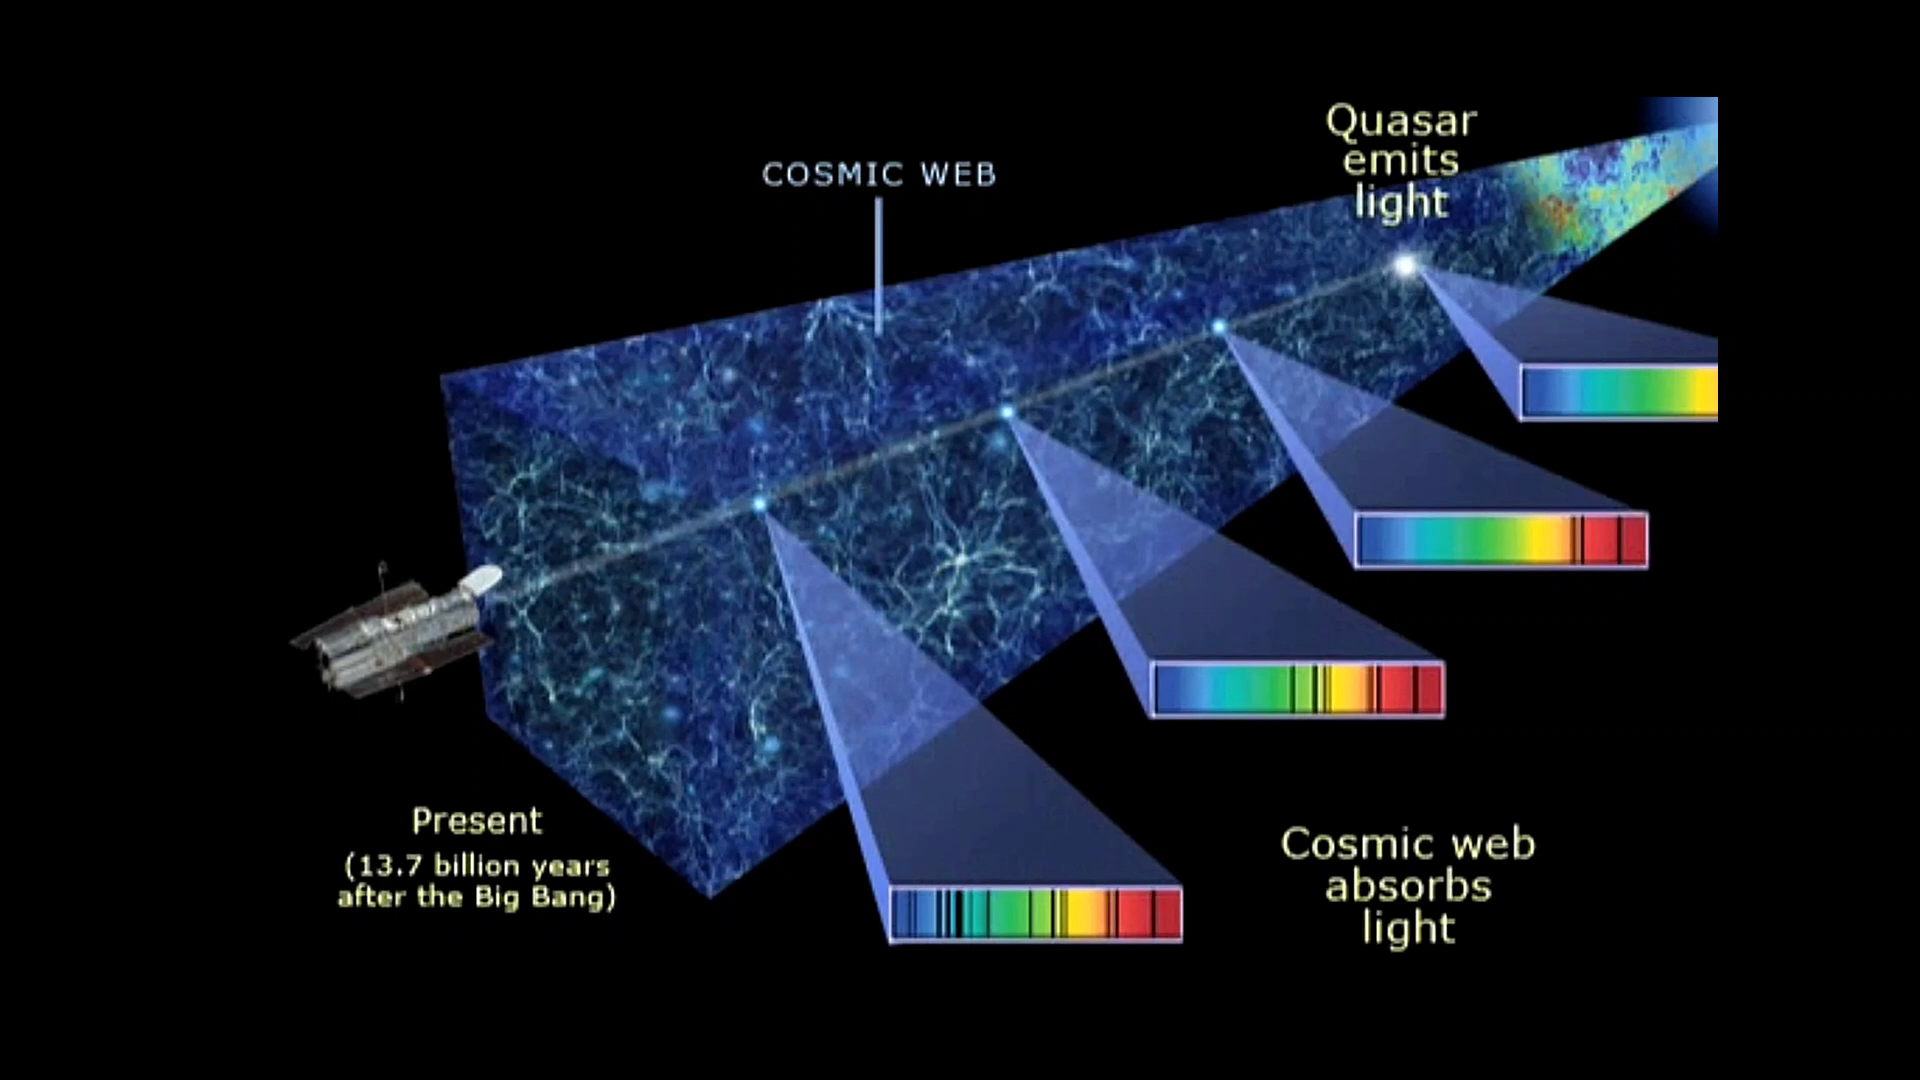 Quasar
emits
light
COSMIC WEB
Present
(13.7 billion years
after the Big Bang)
Cosmic web
absorbs
light